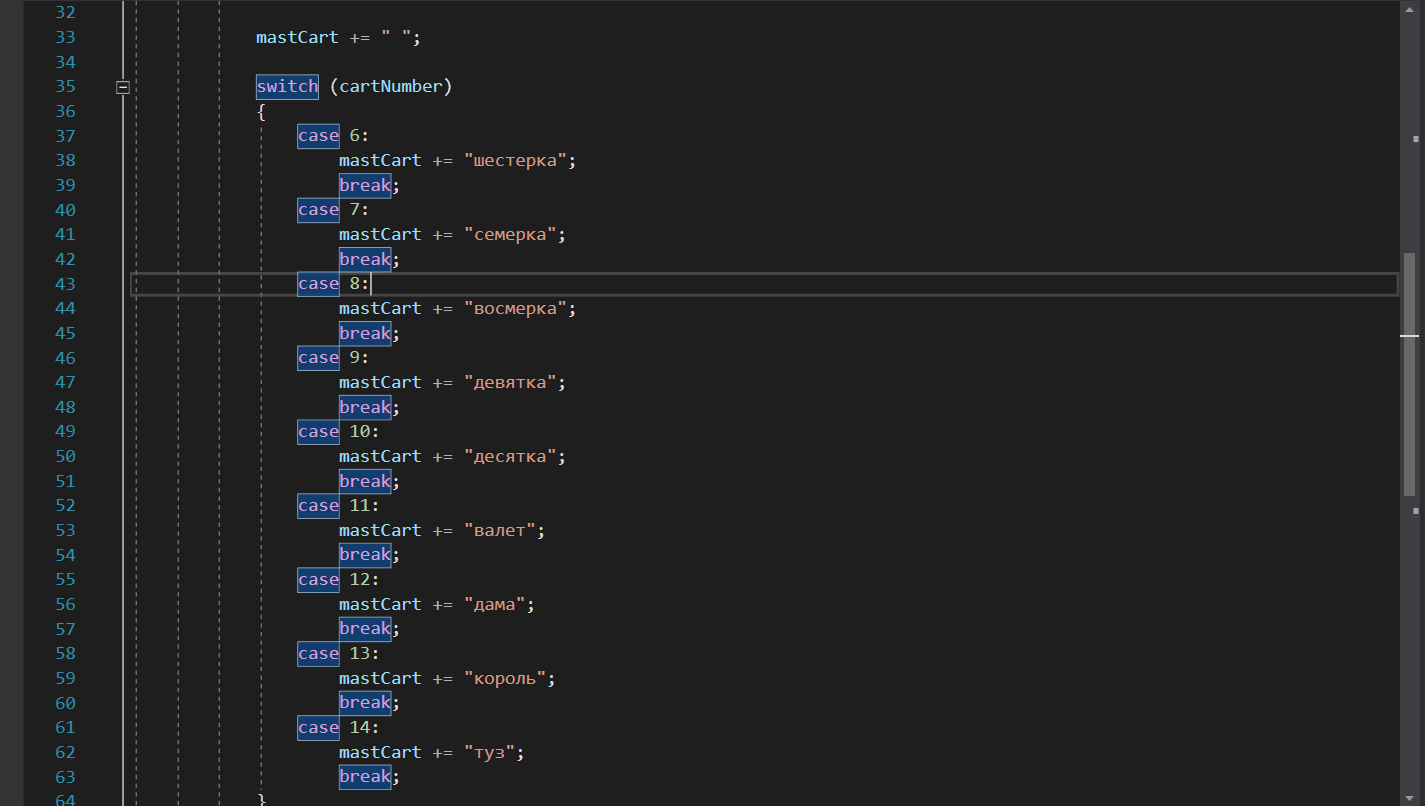 32
33 mastCart += " ";
34
35 switch (cartNumber)
36 {
37 case 6:
38 mastCart += "шестерка";
39 break;
40 case 7:
41 mastCart += "семерка";
42 break;
43 case 8:
44 mastCart += "восмерка";
45 break;
46 case 9:
47 mastCart += "девятка";
48 break;
49 case 10:
50 mastCart += "десятка";
51 break;
52 case 11:
53 mastCart += "валет";
54 break;
55 case 12:
56 mastCart += "дама";
57 break;
58 case 13:
59 mastCart += "король";
60 break;
61 case 14:
62 mastCart += "туз";
63 break;
64 }